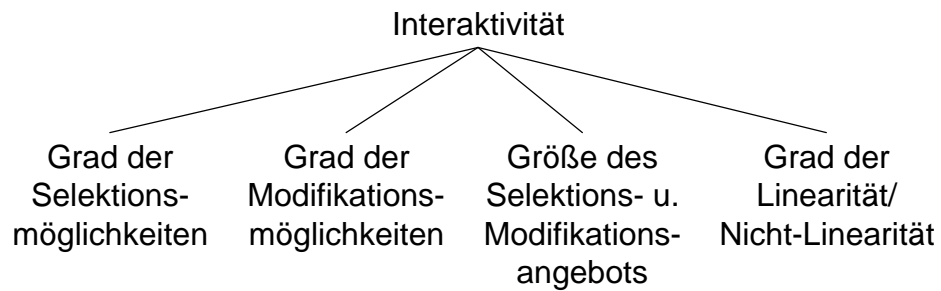 Interaktivität
Grad der
Selektions-
möglichkeiten
Grad der
Modifikations-
möglichkeiten
Größe des
Selektions- u.
Modifikations-
angebots
Grad der
Linearität/
Nicht-Linearität